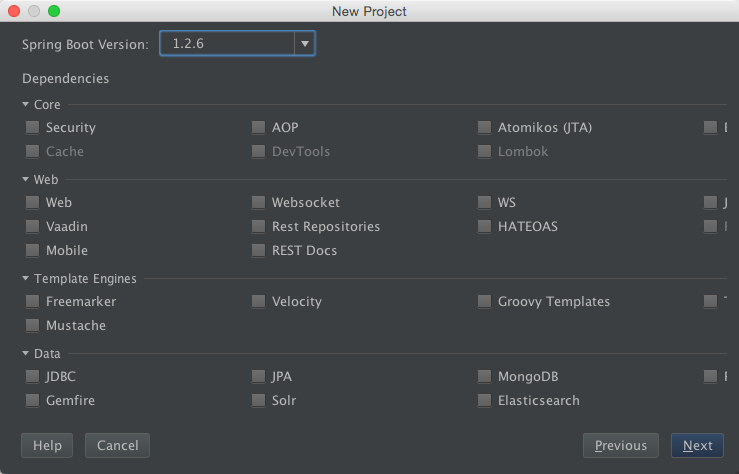 New Project
Spring Boot Version: 1.2.6
Dependencies
Core
Security AOP Atomikos (JTA)
Cache DevTools Lombok
Web
Web Websocket WS
Vaadin Rest Repositories HATEOAS
Mobile REST Docs
Template Engines
Freemarker Velocity Groovy Templates
Mustache
Data
JDBC JPA MongoDB
Gemfire Solr Elasticsearch
Help Cancel Previous Next